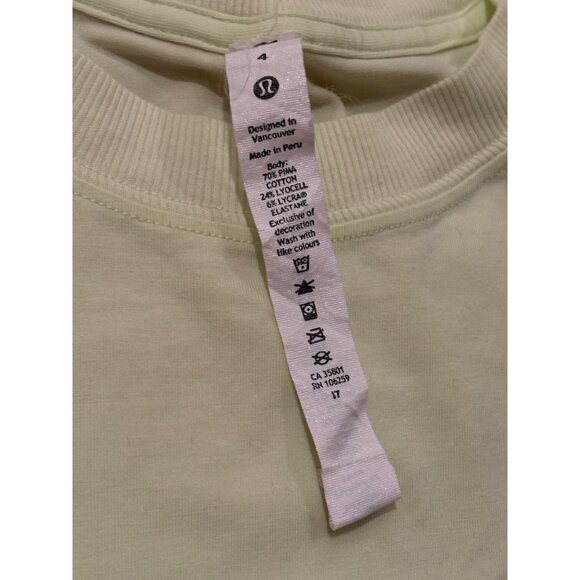 4
Designed in
Vancouver
Made in Peru
Body:
70% PIMA
COTTON
24% LYOCELL
6% LYCRA®
ELASTANE
Exclusive of
decoration
Wash with
like colours
CA 35801
RN 106259
17